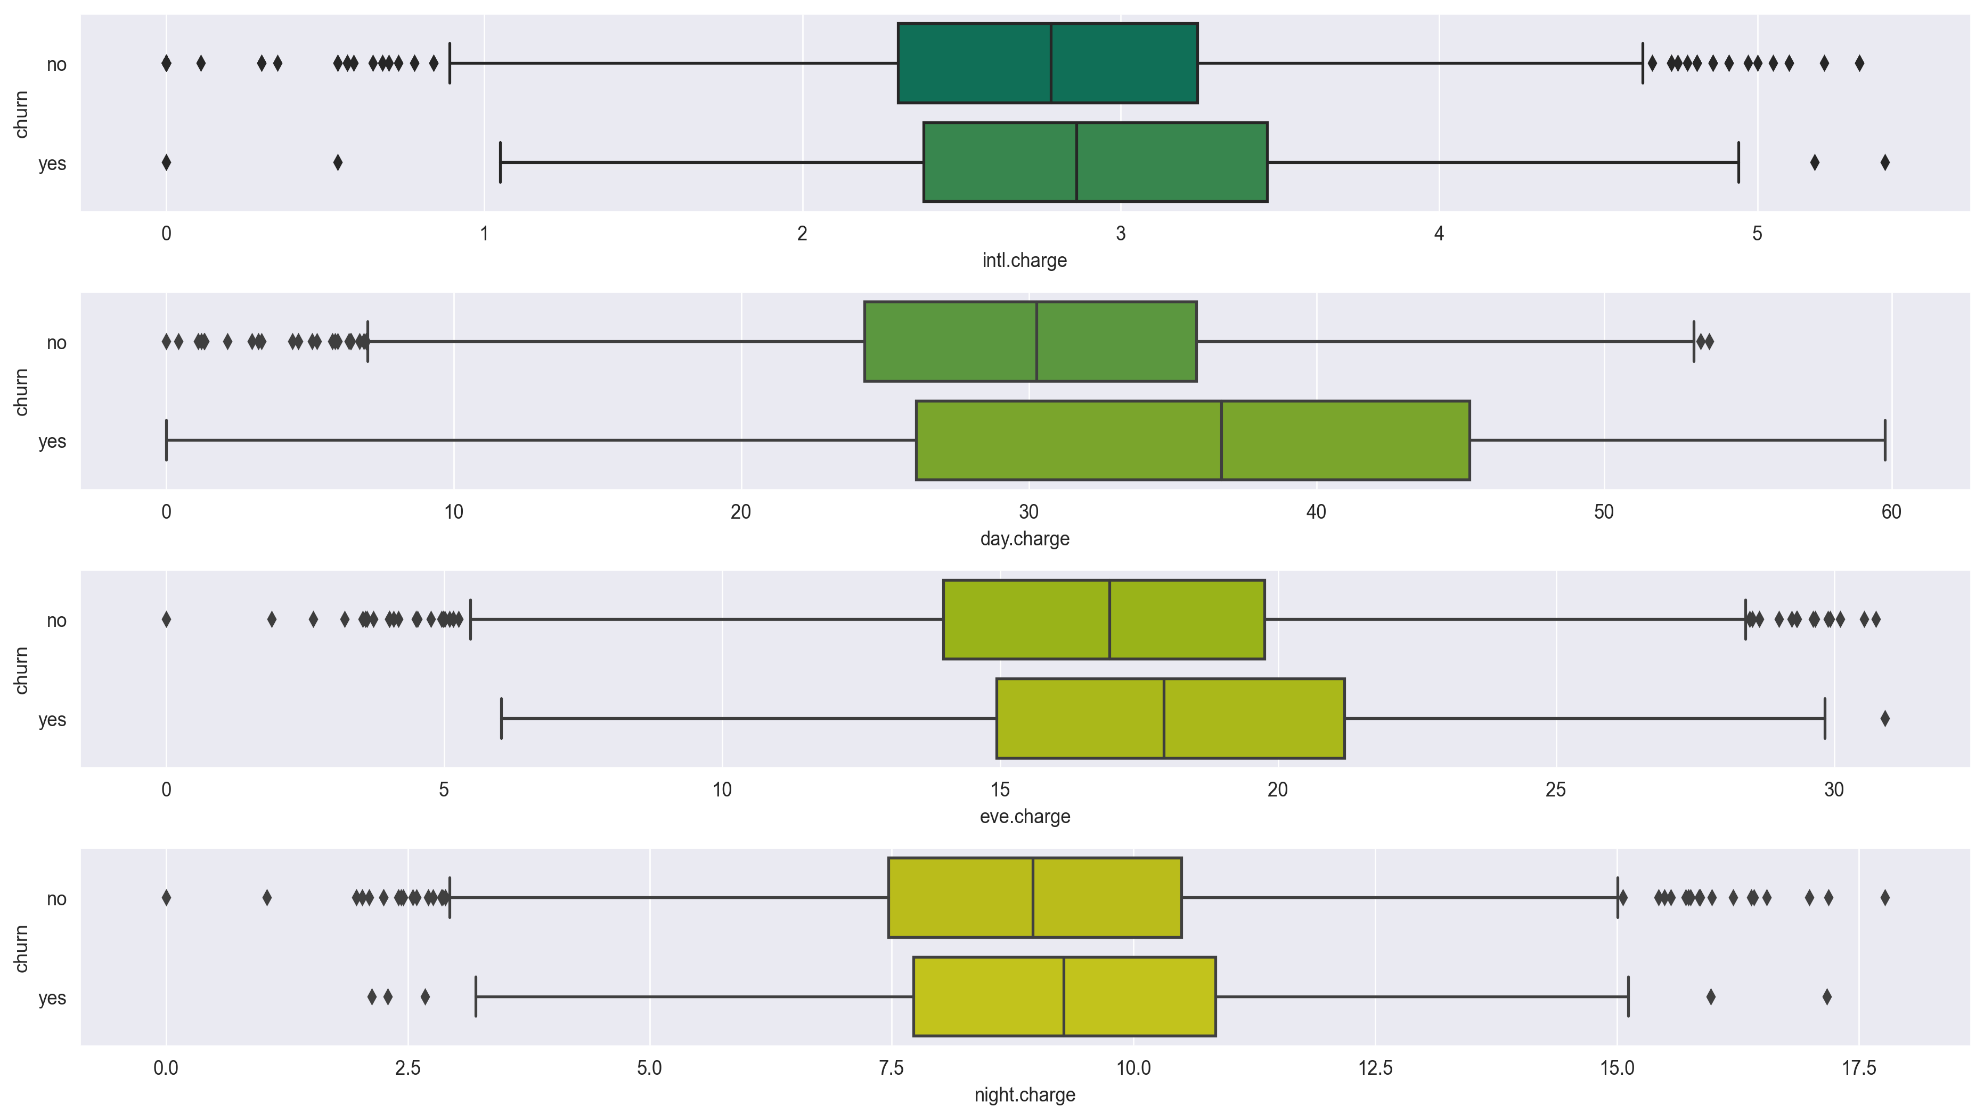 churn
no
yes
0 1 2 3 4 5
intl.charge
churn
no
yes
0 10 20 30 40 50 60
day.charge
churn
no
yes
0 5 10 15 20 25 30
eve.charge
churn
no
yes
0.0 2.5 5.0 7.5 10.0 12.5 15.0 17.5
night.charge